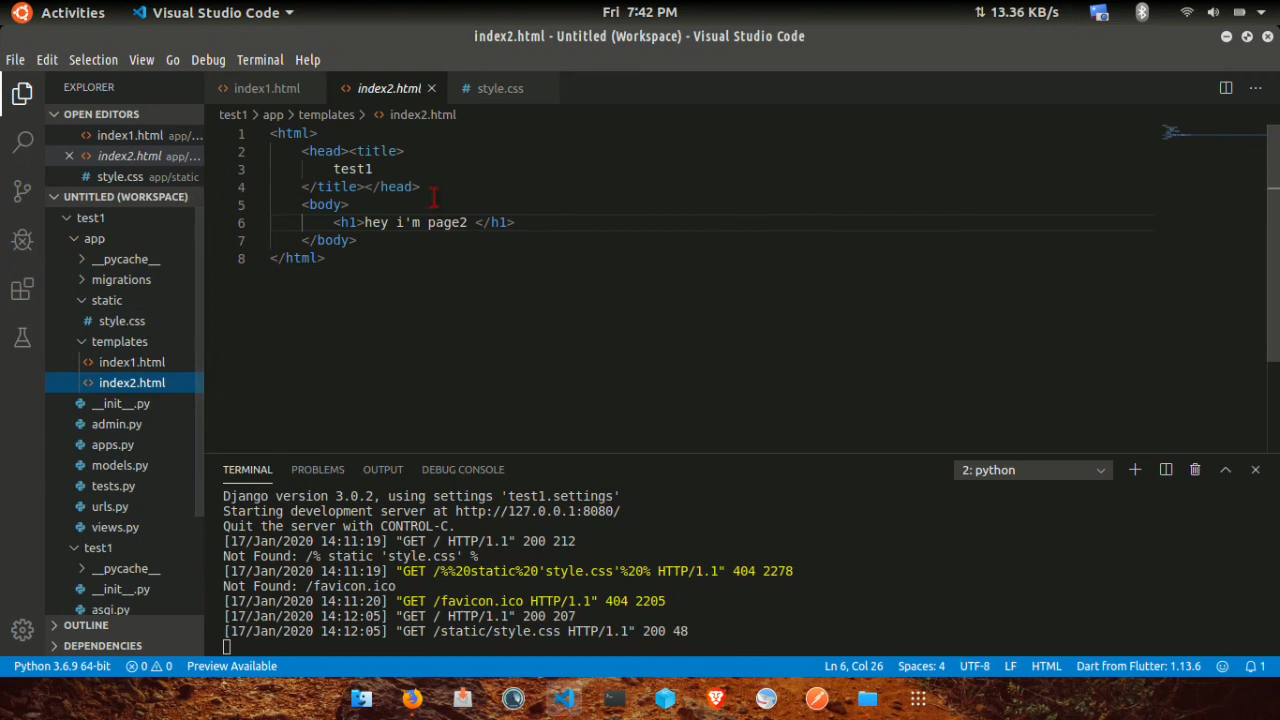 Activities
Visual Studio Code
Fri 7:42 PM
13.36 KB/s
index2.html - Untitled (Workspace) - Visual Studio Code
File Edit Selection View Go Debug Terminal Help
EXPLORER
OPEN EDITORS
index1.html app/...
index2.html app/...
style.css app/static
UNTITLED (WORKSPACE)
test1
app
__pycache__
migrations
static
style.css
templates
index1.html
index2.html
__init__.py
admin.py
apps.py
models.py
tests.py
urls.py
views.py
test1
__pycache__
__init__.py
asgi.py
OUTLINE
DEPENDENCIES
index1.html
index2.html
style.css
test1 > app > templates > index2.html
1 <html>
2 <head><title>
3 test1
4 </title></head>
5 <body>
6 <h1>hey i'm page2 </h1>
7 </body>
8 </html>
TERMINAL PROBLEMS OUTPUT DEBUG CONSOLE
2: python
Django version 3.0.2, using settings 'test1.settings'
Starting development server at http://127.0.0.1:8080/
Quit the server with CONTROL-C.
[17/Jan/2020 14:11:19] "GET / HTTP/1.1" 200 212
Not Found: /% static 'style.css' %
[17/Jan/2020 14:11:19] "GET /%%20static%20'style.css'%20% HTTP/1.1" 404 2278
Not Found: /favicon.ico
[17/Jan/2020 14:11:20] "GET /favicon.ico HTTP/1.1" 404 2205
[17/Jan/2020 14:12:05] "GET / HTTP/1.1" 200 207
[17/Jan/2020 14:12:05] "GET /static/style.css HTTP/1.1" 200 48
Python 3.6.9 64-bit
0
0
Preview Available
Ln 6, Col 26
Spaces: 4
UTF-8
LF
HTML
Dart from Flutter: 1.13.6
1